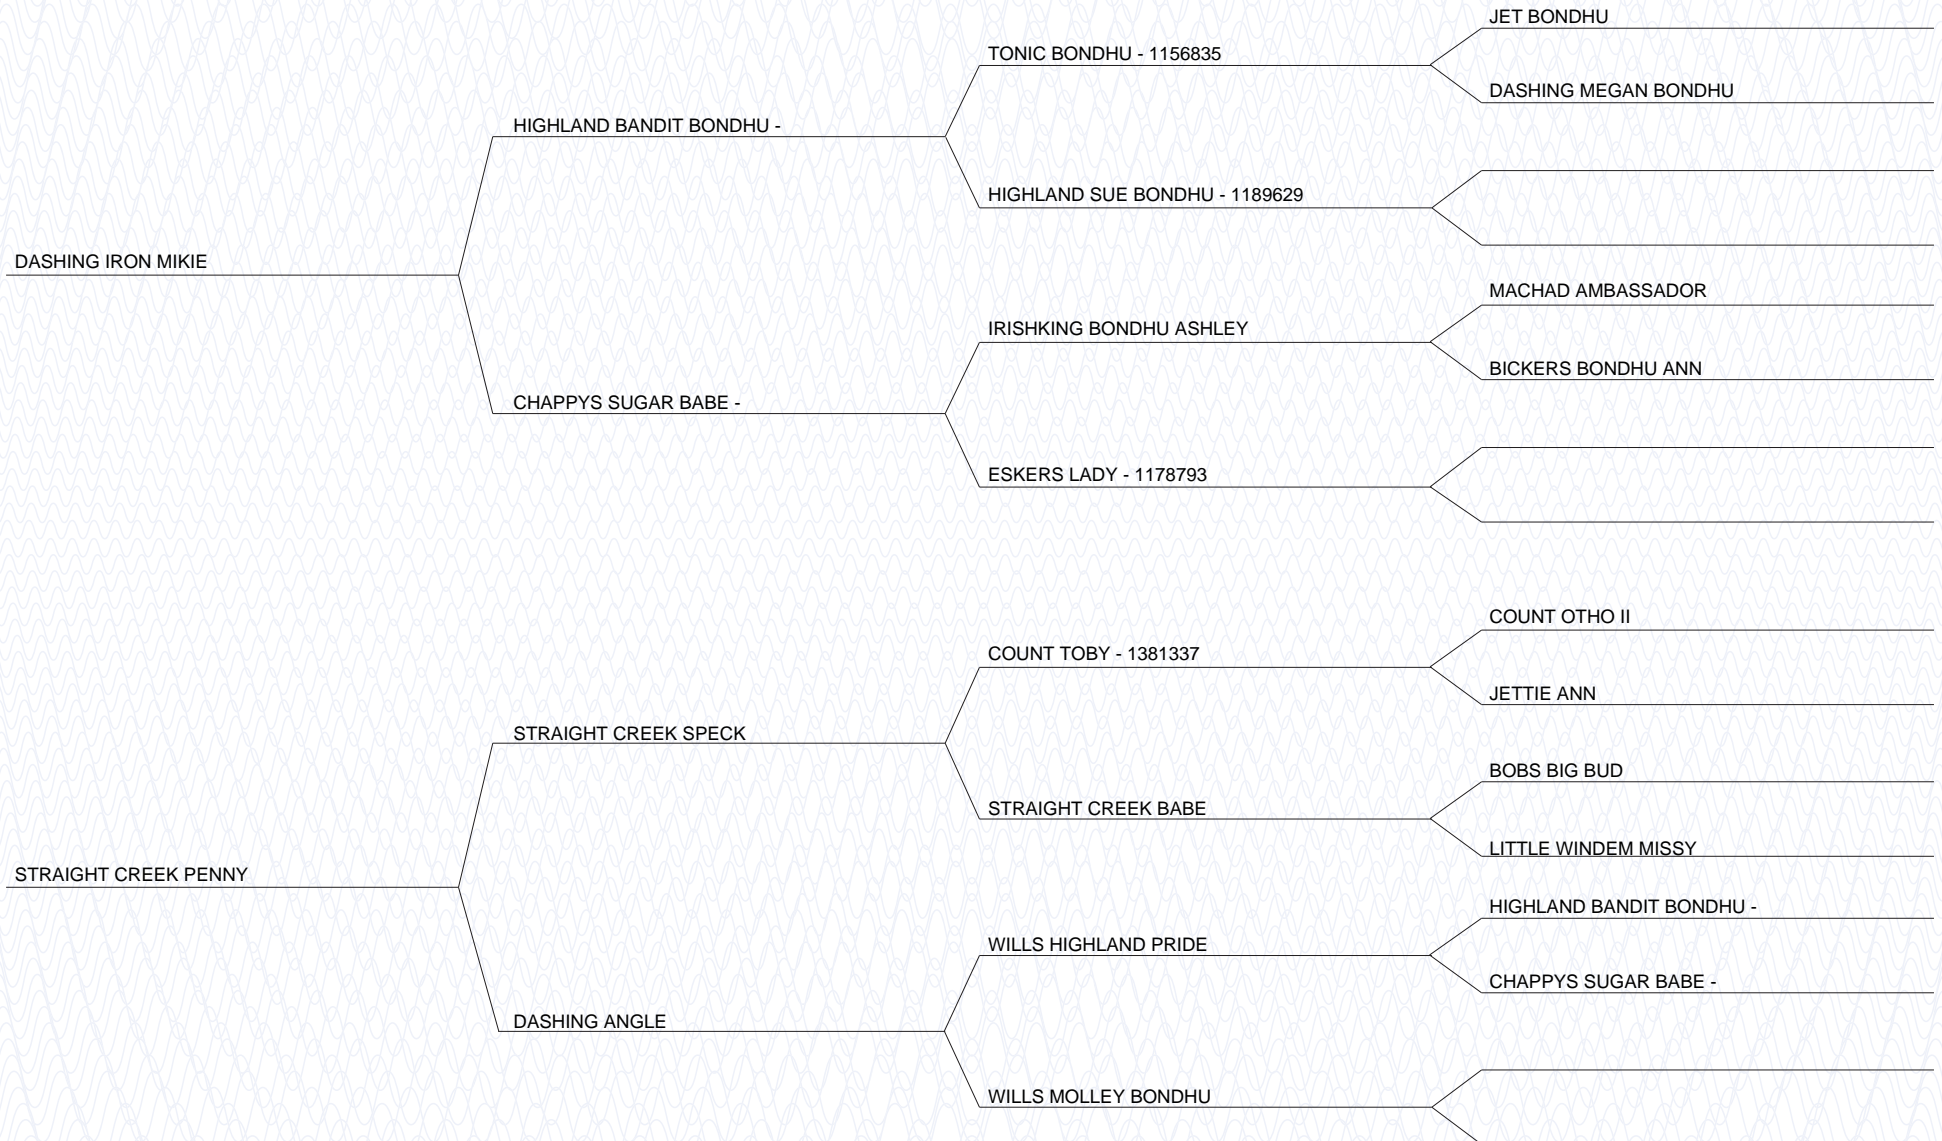 JET BONDHU
TONIC BONDHU - 1156835
DASHING MEGAN BONDHU
HIGHLAND BANDIT BONDHU -
HIGHLAND SUE BONDHU - 1189629
DASHING IRON MIKIE
MACHAD AMBASSADOR
IRISHKING BONDHU ASHLEY
BICKERS BONDHU ANN
CHAPPYS SUGAR BABE -
ESKERS LADY - 1178793
COUNT OTHO II
COUNT TOBY - 1381337
JETTIE ANN
STRAIGHT CREEK SPECK
BOBS BIG BUD
STRAIGHT CREEK BABE
LITTLE WINDEM MISSY
STRAIGHT CREEK PENNY
HIGHLAND BANDIT BONDHU -
WILLS HIGHLAND PRIDE
CHAPPYS SUGAR BABE -
DASHING ANGLE
WILLS MOLLEY BONDHU